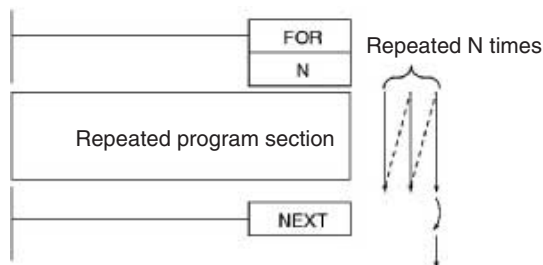 FOR
N
Repeated N times
Repeated program section
NEXT